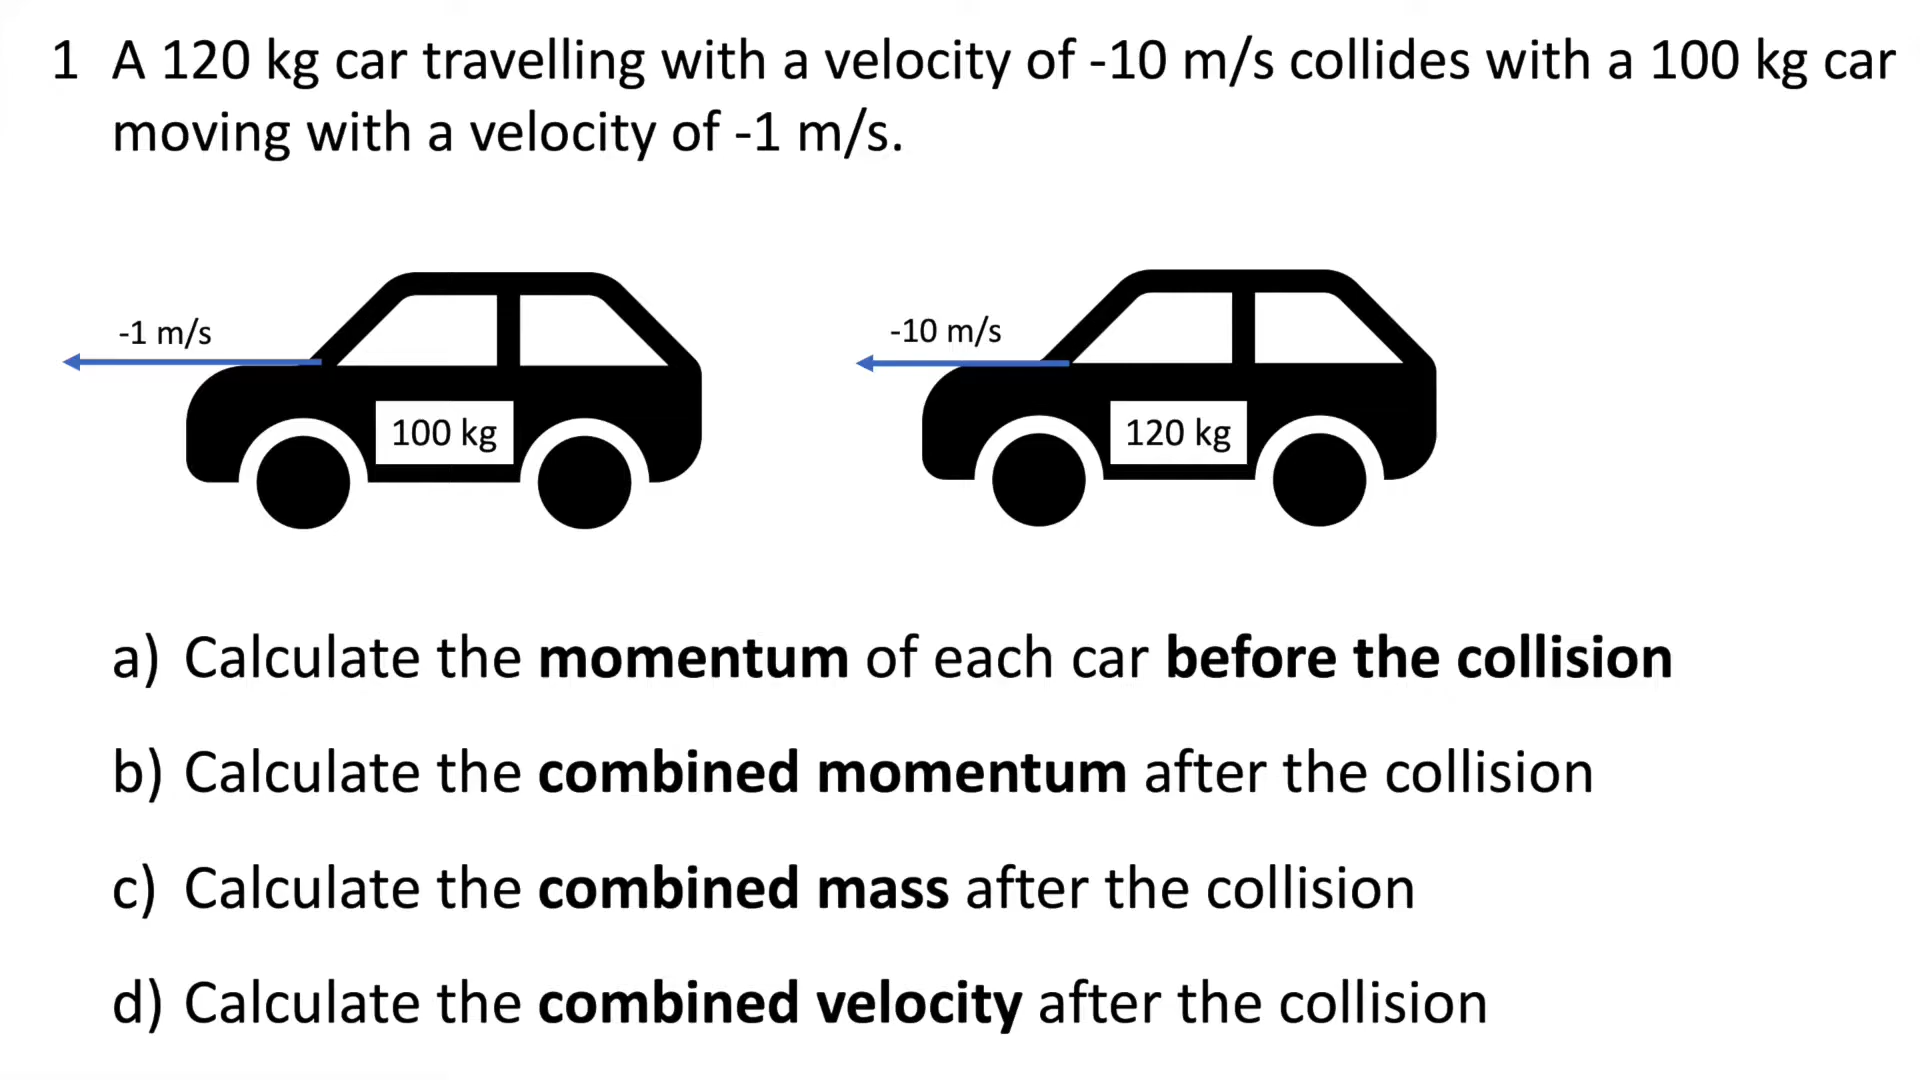 1 A 120 kg car travelling with a velocity of -10 m/s collides with a 100 kg car
moving with a velocity of -1 m/s.
-1 m/s
-10 m/s
100 kg
120 kg
a) Calculate the momentum of each car before the collision
b) Calculate the combined momentum after the collision
c) Calculate the combined mass after the collision
d) Calculate the combined velocity after the collision